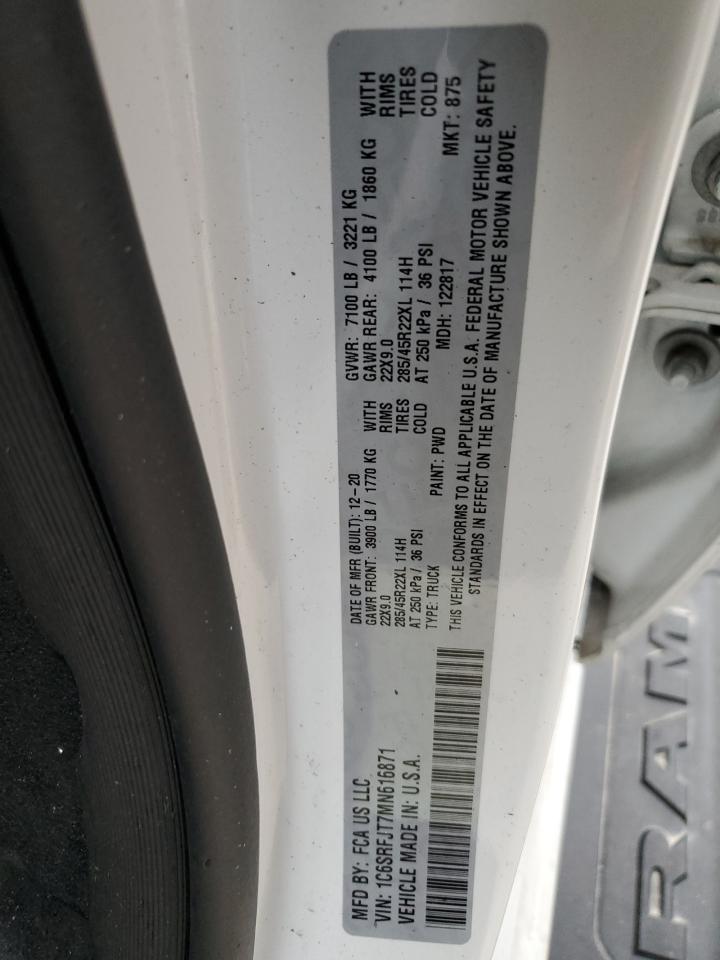 MFD BY: FCA US LLC
VIN: 1C6SRFJT7MN616871
VEHICLE MADE IN: U.S.A.
DATE OF MFR (BUILT): 12-20
GAWR FRONT: 3900 LB / 1770 KG WITH
22X9.0 RIMS
285/45R22XL 114H TIRES
AT 250 kPa / 36 PSI COLD
TYPE: TRUCK PAINT: PWD
GVWR: 7100 LB / 3221 KG
GAWR REAR: 4100 LB / 1860 KG WITH
22X9.0 RIMS
285/45R22XL 114H TIRES
AT 250 kPa / 36 PSI COLD
MDH: 122817 MKT: 875
THIS VEHICLE CONFORMS TO ALL APPLICABLE U.S.A. FEDERAL MOTOR VEHICLE SAFETY
STANDARDS IN EFFECT ON THE DATE OF MANUFACTURE SHOWN ABOVE.
RAM